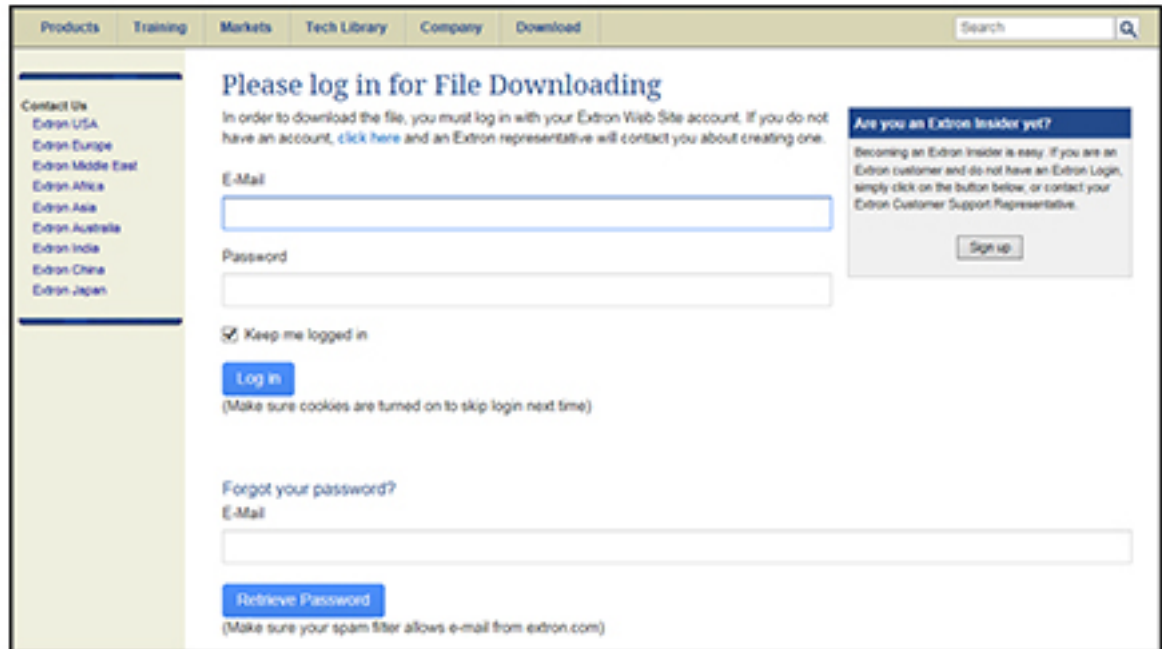 Products Training Markets Tech Library Company Download Search
Contact Us
Extron USA
Extron Europe
Extron Middle East
Extron Africa
Extron Asia
Extron Australia
Extron India
Extron China
Extron Japan
Please log in for File Downloading
In order to download the file, you must log in with your Extron Web Site account. If you do not
have an account, click here and an Extron representative will contact you about creating one.
E-Mail
Password
Keep me logged in
Log in
(Make sure cookies are turned on to skip login next time)
Forgot your password?
E-Mail
Retrieve Password
(Make sure your spam filter allows e-mail from extron.com)
Are you an Extron Insider yet?
Becoming an Extron Insider is easy. If you are an
Extron customer and do not have an Extron Login,
simply click on the button below, or contact your
Extron Customer Support Representative.
Sign up